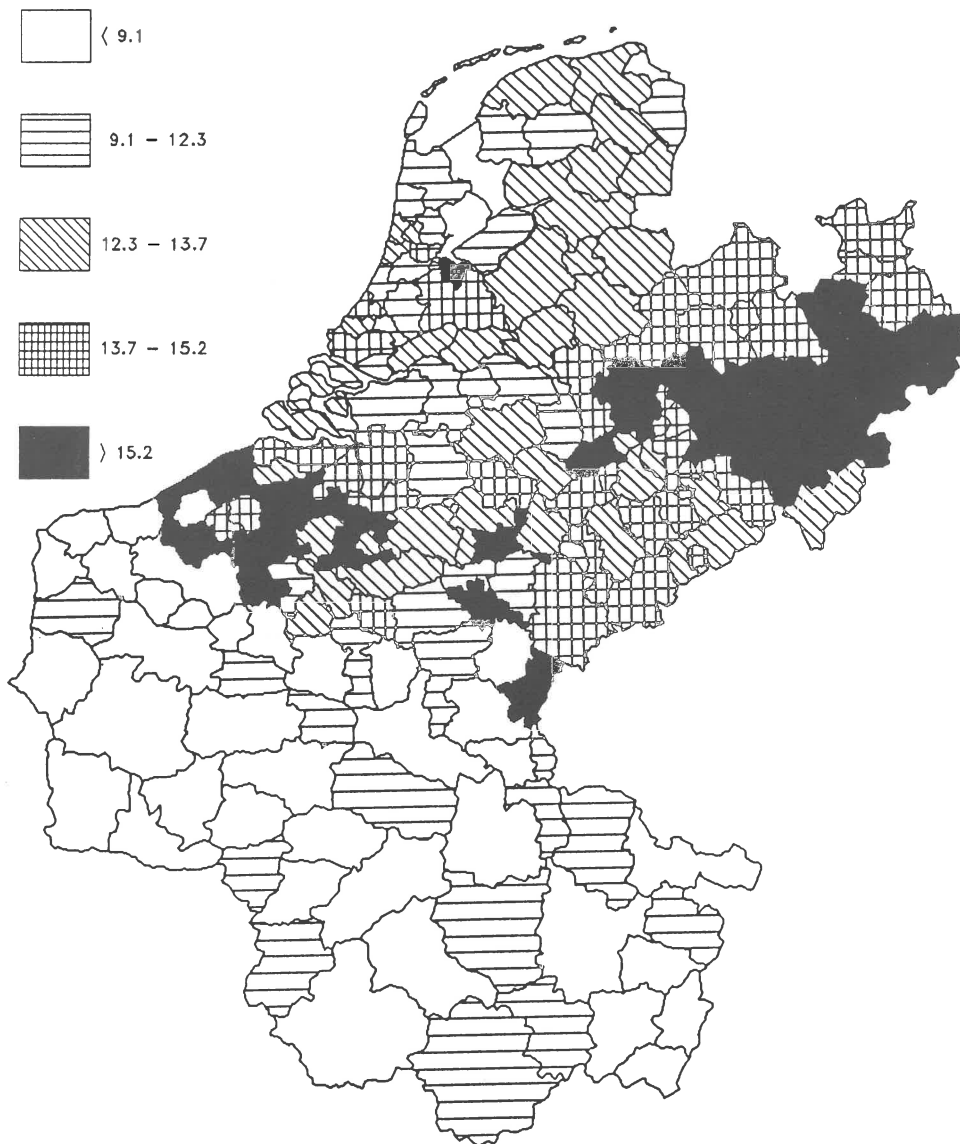 ⟨ 9.1
9.1 – 12.3
12.3 – 13.7
13.7 – 15.2
⟩ 15.2